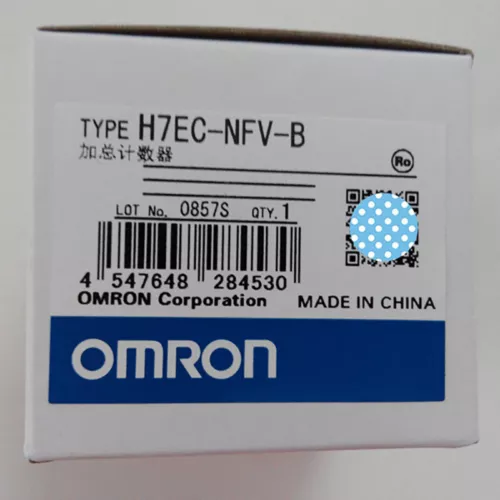 TYPE H7EC-NFV-B
加总计数器
Ro
LOT No. 0857S QTY. 1
4 547648 284530
OMRON Corporation
MADE IN CHINA
OMRON